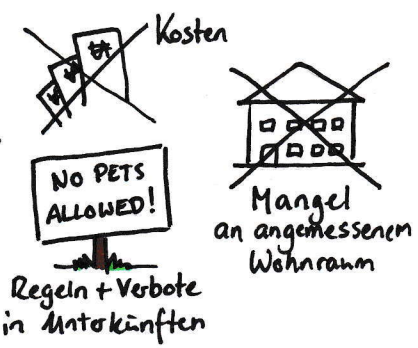 Kosten
NO PETS
ALLOWED!
Regeln + Verbote
in Unterkünften
Mangel
an angemessenem
Wohnraum